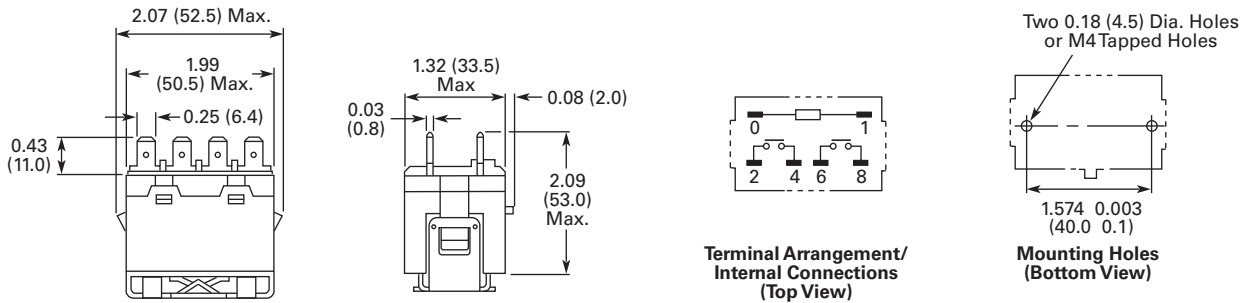 2.07 (52.5) Max.
1.99
(50.5) Max.
0.25 (6.4)
0.43
(11.0)
1.32 (33.5)
Max
0.03
(0.8)
0.08 (2.0)
2.09
(53.0)
Max.
0 1
2 4 6 8
Terminal Arrangement/
Internal Connections
(Top View)
Two 0.18 (4.5) Dia. Holes
or M4 Tapped Holes
1.574 0.003
(40.0 0.1)
Mounting Holes
(Bottom View)